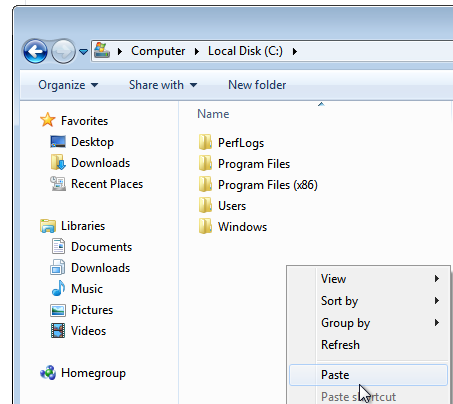 Computer Local Disk (C:)
Organize Share with New folder
Name
Favorites
Desktop
Downloads
Recent Places
Libraries
Documents
Downloads
Music
Pictures
Videos
Homegroup
PerfLogs
Program Files
Program Files (x86)
Users
Windows
View
Sort by
Group by
Refresh
Paste
Paste shortcut